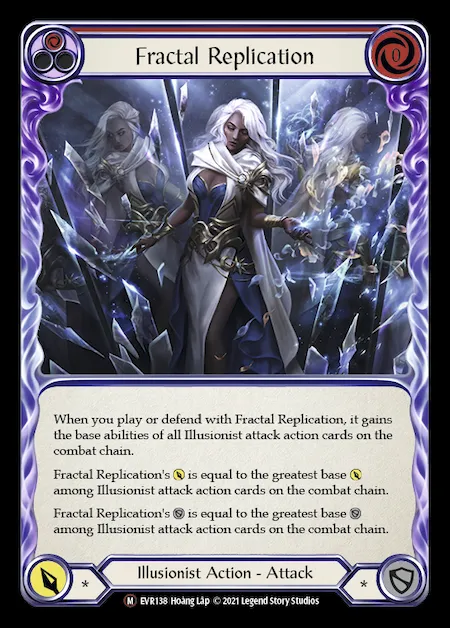 Fractal Replication
0
When you play or defend with Fractal Replication, it gains
the base abilities of all Illusionist attack action cards on the
combat chain.
Fractal Replication's is equal to the greatest base
among Illusionist attack action cards on the combat chain.
Fractal Replication's is equal to the greatest base
among Illusionist attack action cards on the combat chain.
* Illusionist Action - Attack *
M EVR138 Hoàng Lập © 2021 Legend Story Studios